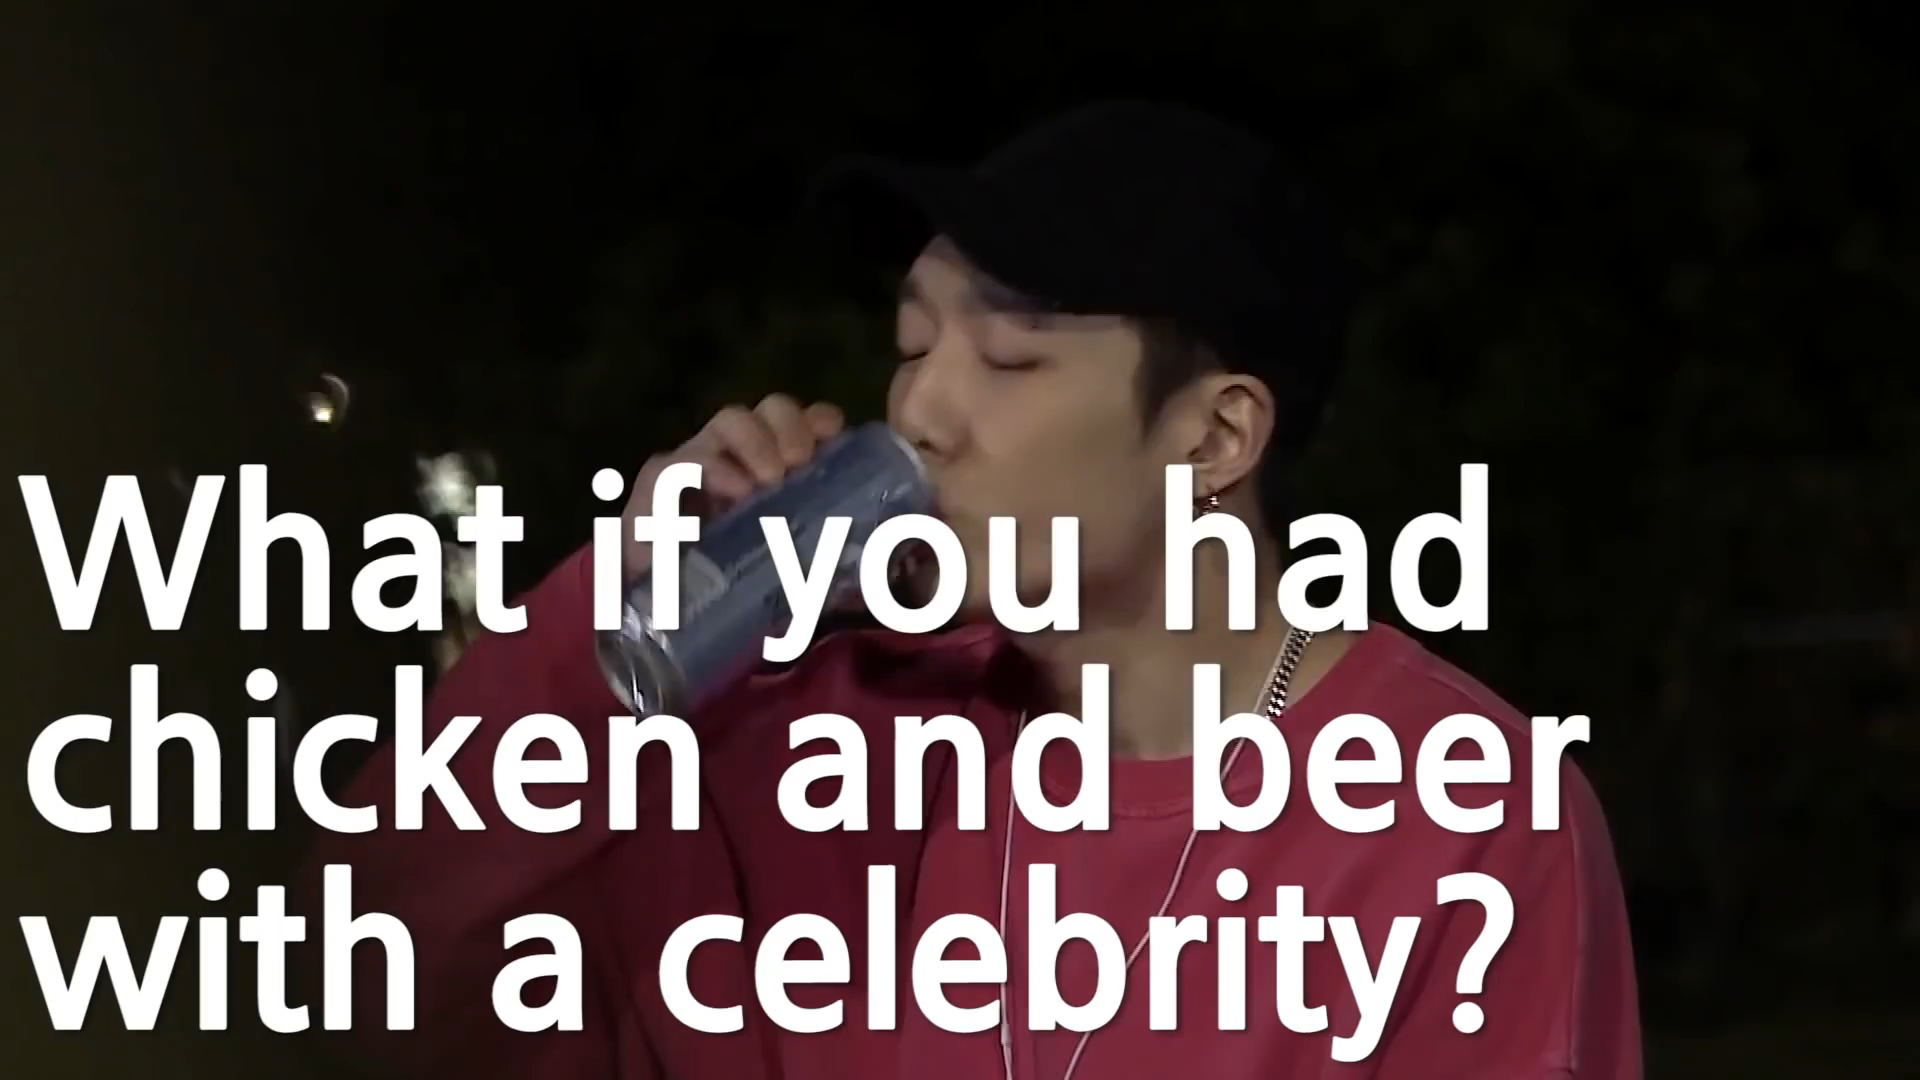 What if you had
chicken and beer
with a celebrity?